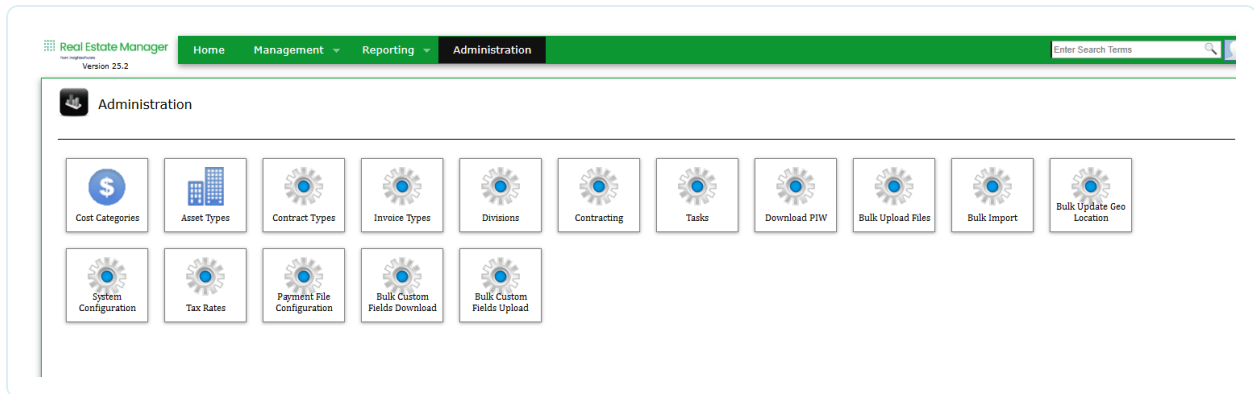 Real Estate Manager
Home Management Reporting Administration
Enter Search Terms
Version 25.2
Administration
Cost Categories
Asset Types
Contract Types
Invoice Types
Divisions
Contracting
Tasks
Download PIW
Bulk Upload Files
Bulk Import
Bulk Update Geo
Location
System
Configuration
Tax Rates
Payment File
Configuration
Bulk Custom
Fields Download
Bulk Custom
Fields Upload